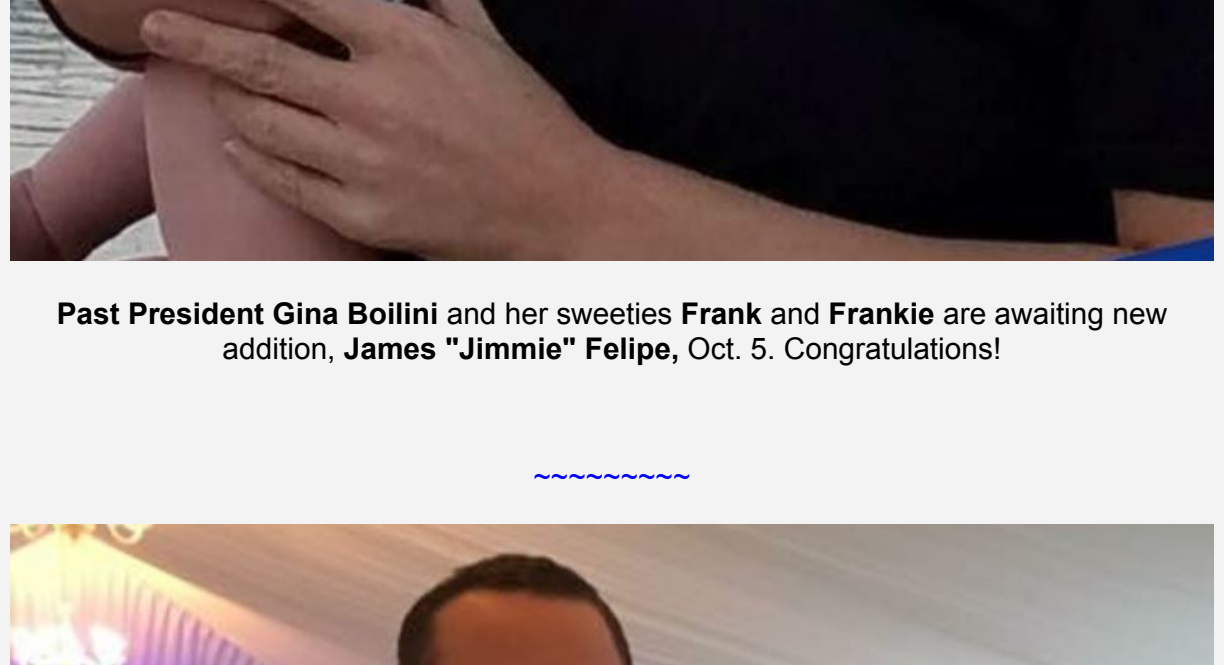 Past President Gina Boilini and her sweeties Frank and Frankie are awaiting new
addition, James "Jimmie" Felipe, Oct. 5. Congratulations!
~~~~~~~~~